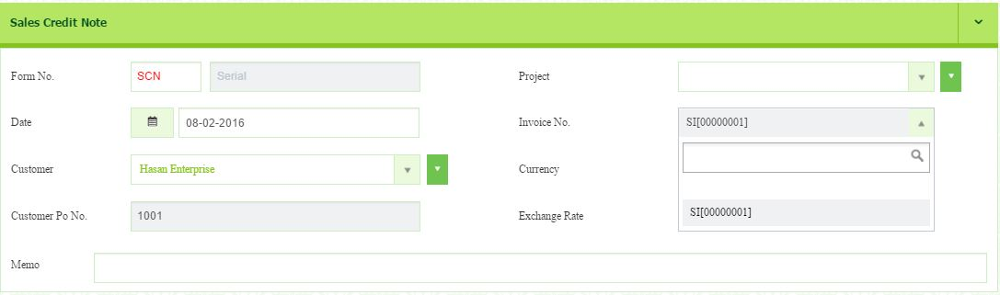 Sales Credit Note
Form No. SCN Serial Project
Date 08-02-2016 Invoice No. SI[00000001]
Customer Hasan Enterprise Currency
SI[00000001]
Customer Po No. 1001 Exchange Rate
Memo